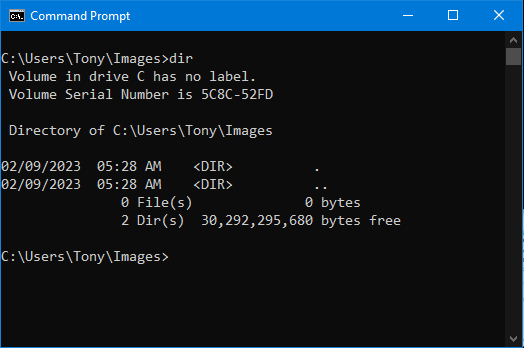 Command Prompt
C:\Users\Tony\Images>dir
 Volume in drive C has no label.
 Volume Serial Number is 5C8C-52FD

 Directory of C:\Users\Tony\Images

02/09/2023  05:28 AM    <DIR>          .
02/09/2023  05:28 AM    <DIR>          ..
               0 File(s)              0 bytes
               2 Dir(s)  30,292,295,680 bytes free

C:\Users\Tony\Images>